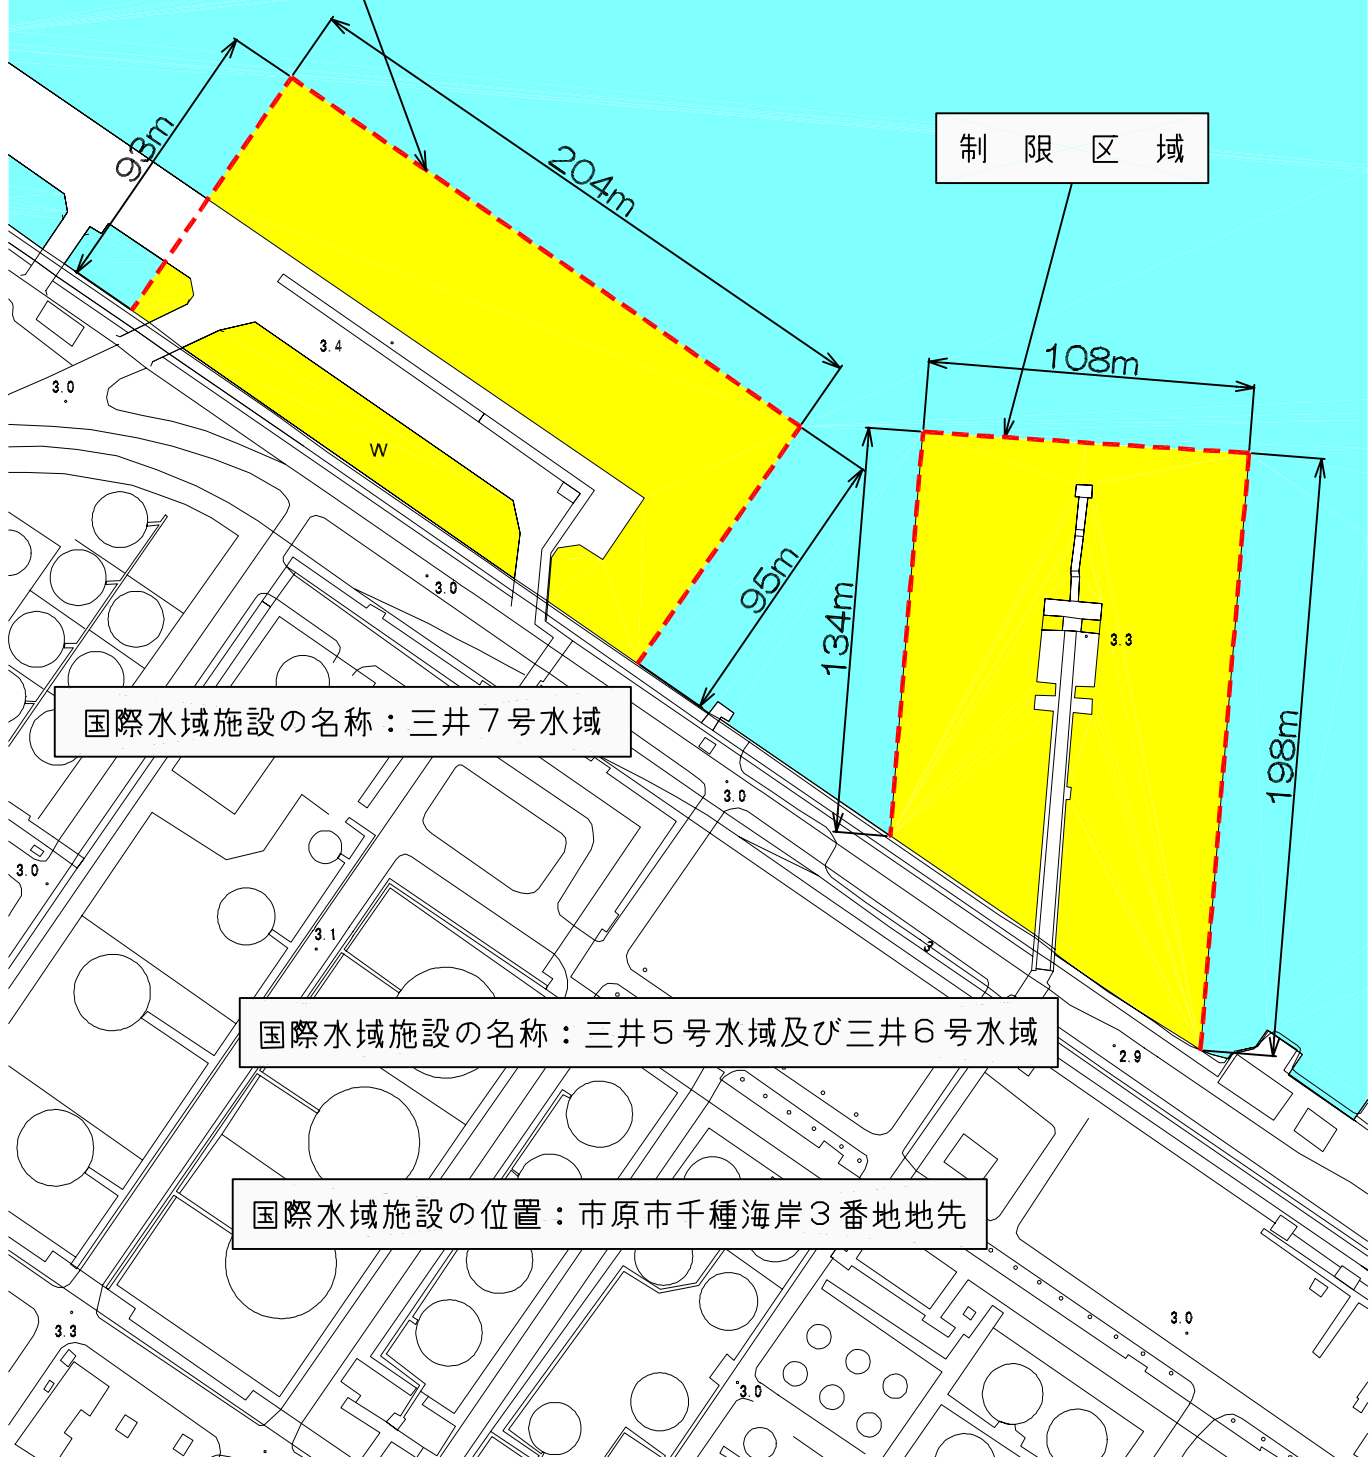 93m
204m
制 限 区 域
108m
3.4
3.0
W
3.0
95m
134m
3.3
198m
国際水域施設の名称：三井７号水域
3.0
3.0
3.1
3
国際水域施設の名称：三井５号水域及び三井６号水域
2.9
国際水域施設の位置：市原市千種海岸３番地地先
3.0
3.3
3.0